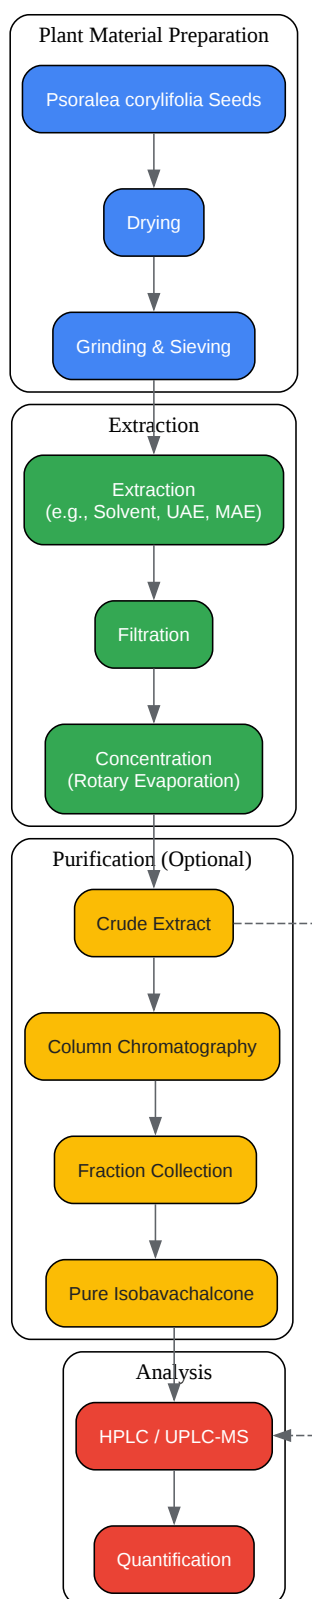 Plant Material Preparation
Psoralea corylifolia Seeds
Drying
Grinding & Sieving
Extraction
Extraction
(e.g., Solvent, UAE, MAE)
Filtration
Concentration
(Rotary Evaporation)
Purification (Optional)
Crude Extract
Column Chromatography
Fraction Collection
Pure Isobavachalcone
Analysis
HPLC / UPLC-MS
Quantification